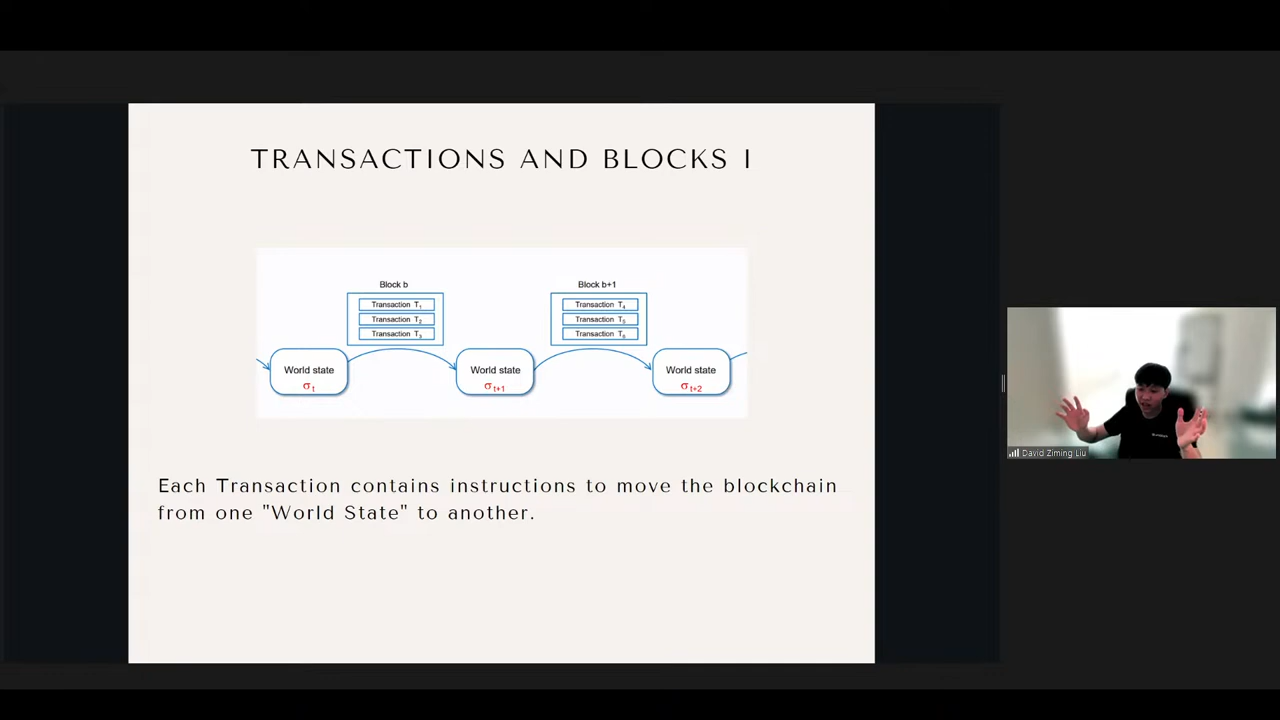 TRANSACTIONS AND BLOCKS I
Block b
Transaction T1
Transaction T2
Transaction T3
Block b+1
Transaction T4
Transaction T5
Transaction T6
World state
σt
World state
σt+1
World state
σt+2
Each Transaction contains instructions to move the blockchain
from one "World State" to another.
David Ziming Liu